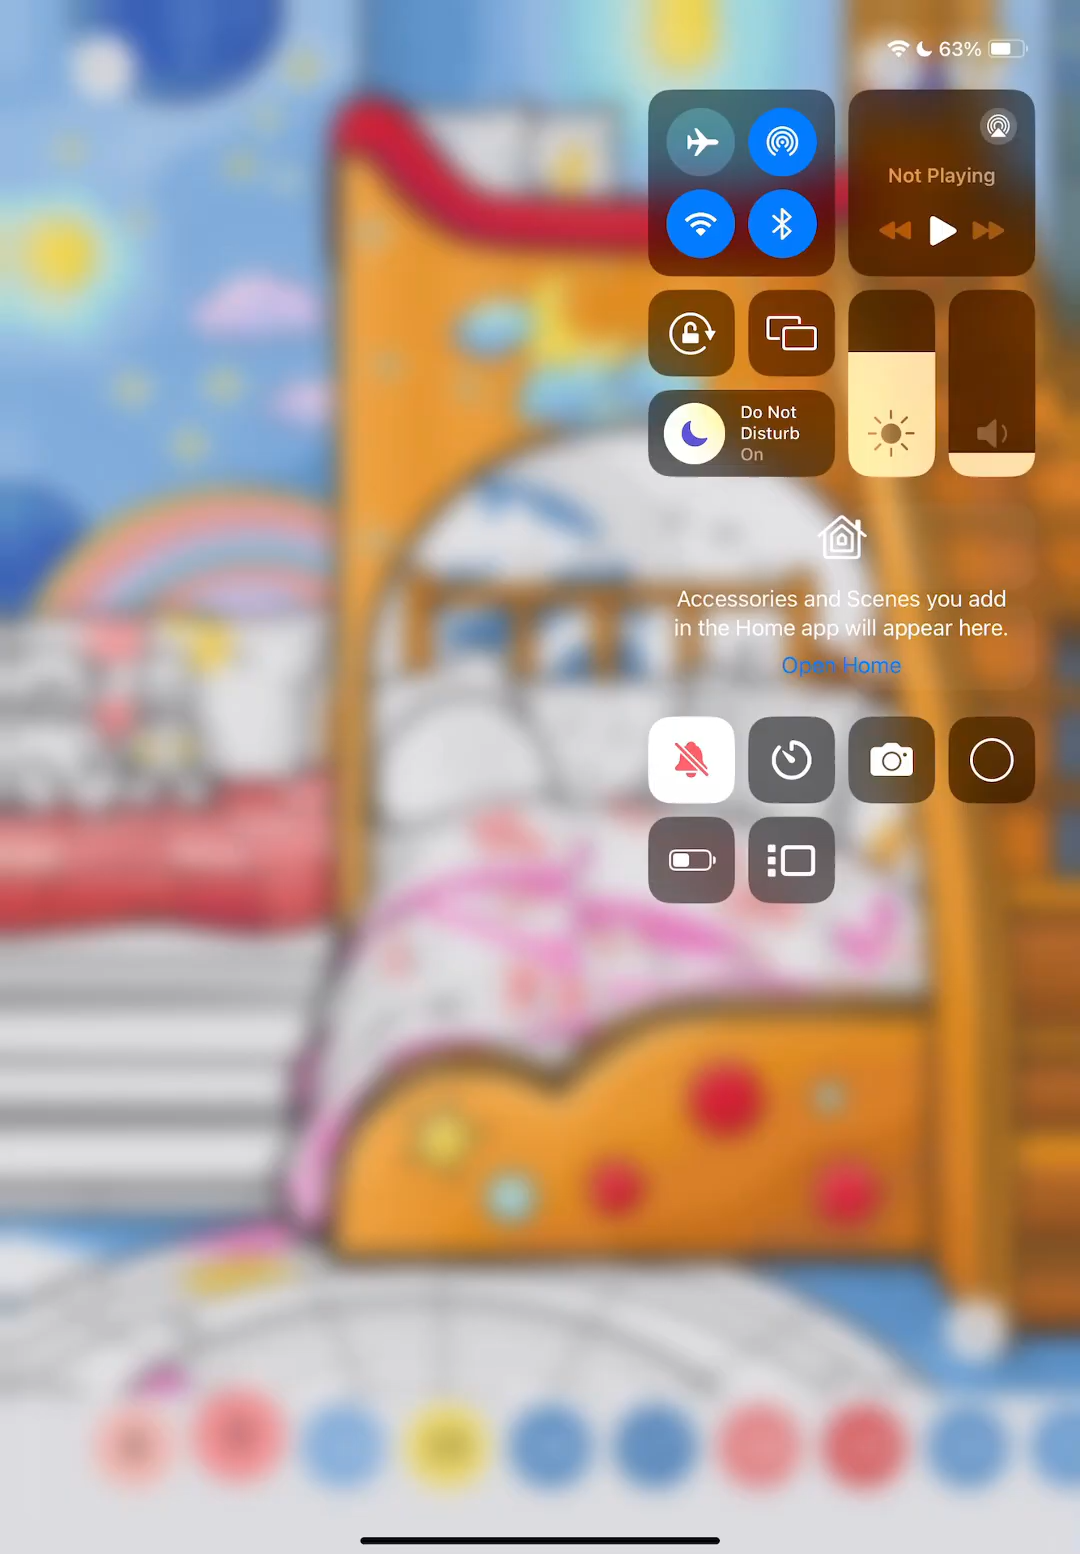 63%
Not Playing
Do Not
Disturb
On
Accessories and Scenes you add
in the Home app will appear here.
Open Home